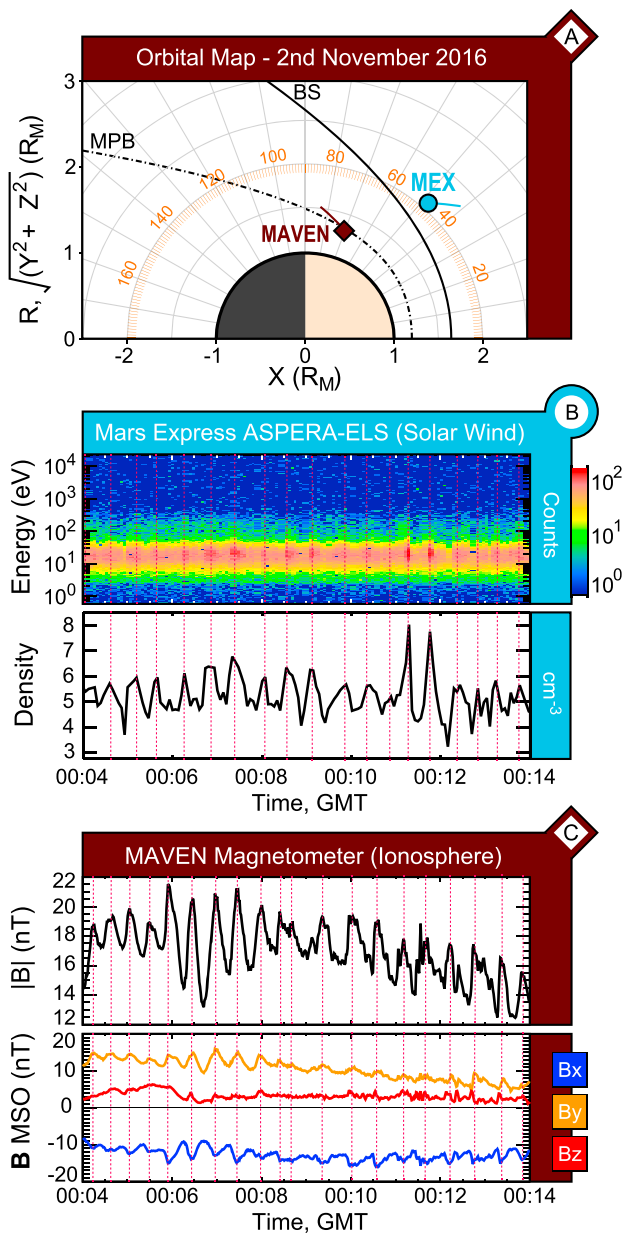 A
Orbital Map - 2nd November 2016
3
2
1
0
R, √(Y² + Z²) (R_M)
BS
MPB
MEX
MAVEN
160
140
120
100
80
60
40
20
-2
-1
0
1
2
X (R_M)
B
Mars Express ASPERA-ELS (Solar Wind)
10⁴
10³
10²
10¹
10⁰
Energy (eV)
Counts
10²
10¹
10⁰
8
7
6
5
4
3
Density
cm⁻³
00:04 00:06 00:08 00:10 00:12 00:14
Time, GMT
C
MAVEN Magnetometer (Ionosphere)
22
20
18
16
14
12
|B| (nT)
20
10
0
-10
-20
B MSO (nT)
Bx
By
Bz
00:04 00:06 00:08 00:10 00:12 00:14
Time, GMT